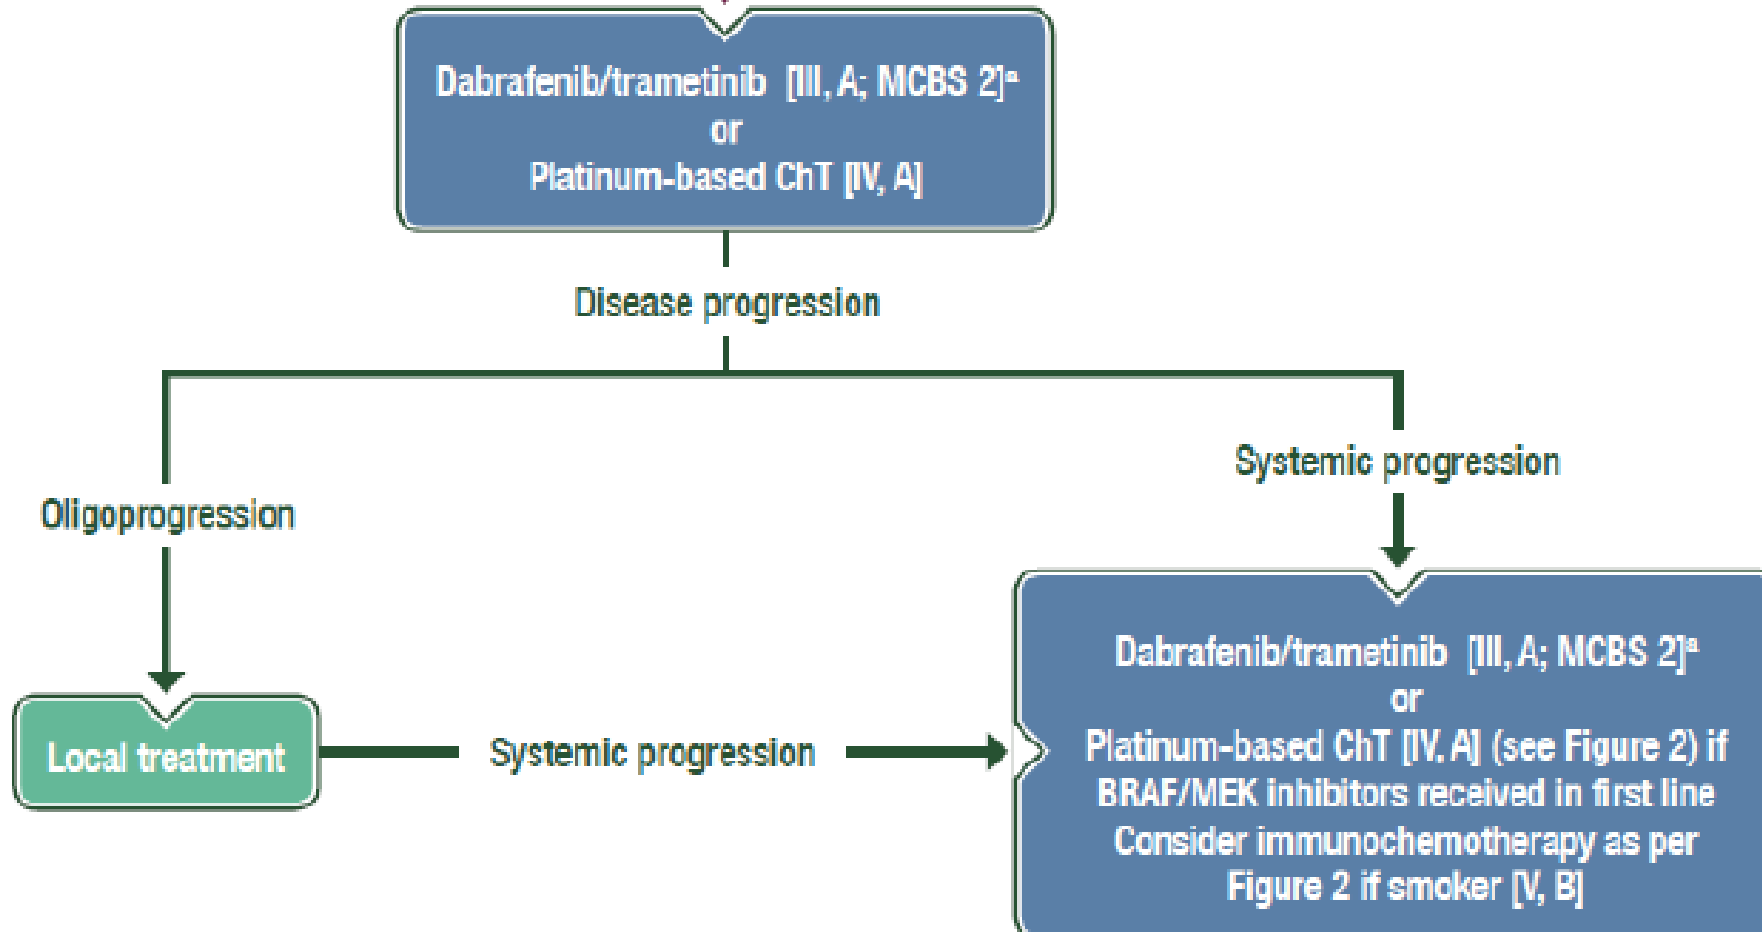 Dabrafenib/trametinib [III, A; MCBS 2]ª
or
Platinum-based ChT [IV, A]
Disease progression
Systemic progression
Oligoprogression
Local treatment
Systemic progression
Dabrafenib/trametinib [III, A; MCBS 2]ª
or
Platinum-based ChT [IV, A] (see Figure 2) if
BRAF/MEK inhibitors received in first line
Consider immunochemotherapy as per
Figure 2 if smoker [V, B]